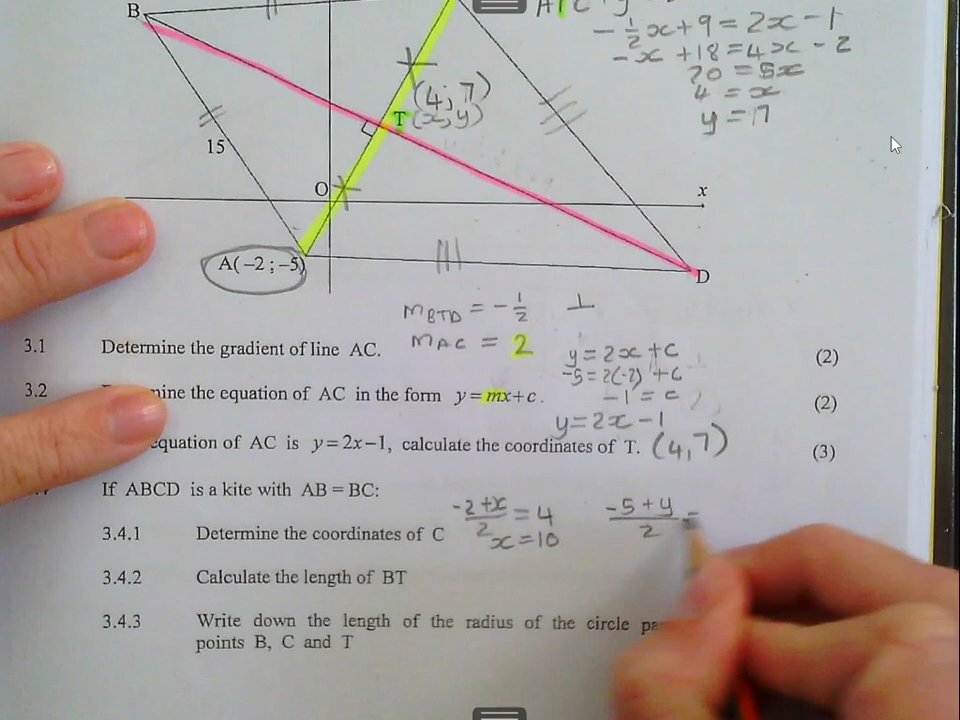 B
-½x+9 = 2x-1
-x +18 = 4x - 2
20 = 5x
4 = x
y = 7
(4; 7)
T (x; y)
15
O
x
A(−2 ; −5)
D
m BTD = -½ ⊥
m AC = 2
3.1 Determine the gradient of line AC. (2)
y = 2x + c
-5 = 2(-2) + c
3.2 ine the equation of AC in the form y = mx + c . (2)
-1 = c
y = 2x - 1
equation of AC is y = 2x−1, calculate the coordinates of T. (4,7) (3)
If ABCD is a kite with AB = BC:
-2+x/2 = 4
x = 10
-5 + y/2 =
3.4.1 Determine the coordinates of C
3.4.2 Calculate the length of BT
3.4.3 Write down the length of the radius of the circle pa
points B, C and T